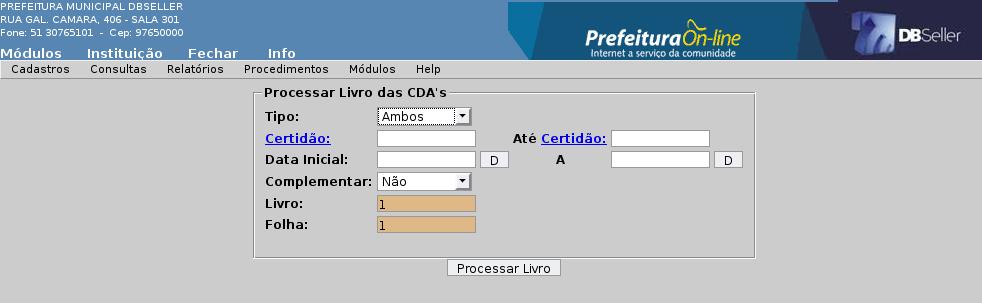 PREFEITURA MUNICIPAL DBSELLER
RUA GAL. CAMARA, 406 - SALA 301
Fone: 51 30765101 - Cep: 97650000
Prefeitura On-line
Internet a serviço da comunidade
DBSeller
Módulos Instituição Fechar Info
Cadastros Consultas Relatórios Procedimentos Módulos Help
Processar Livro das CDA's
Tipo: Ambos
Certidão: Até Certidão:
Data Inicial: D A D
Complementar: Não
Livro: 1
Folha: 1
Processar Livro